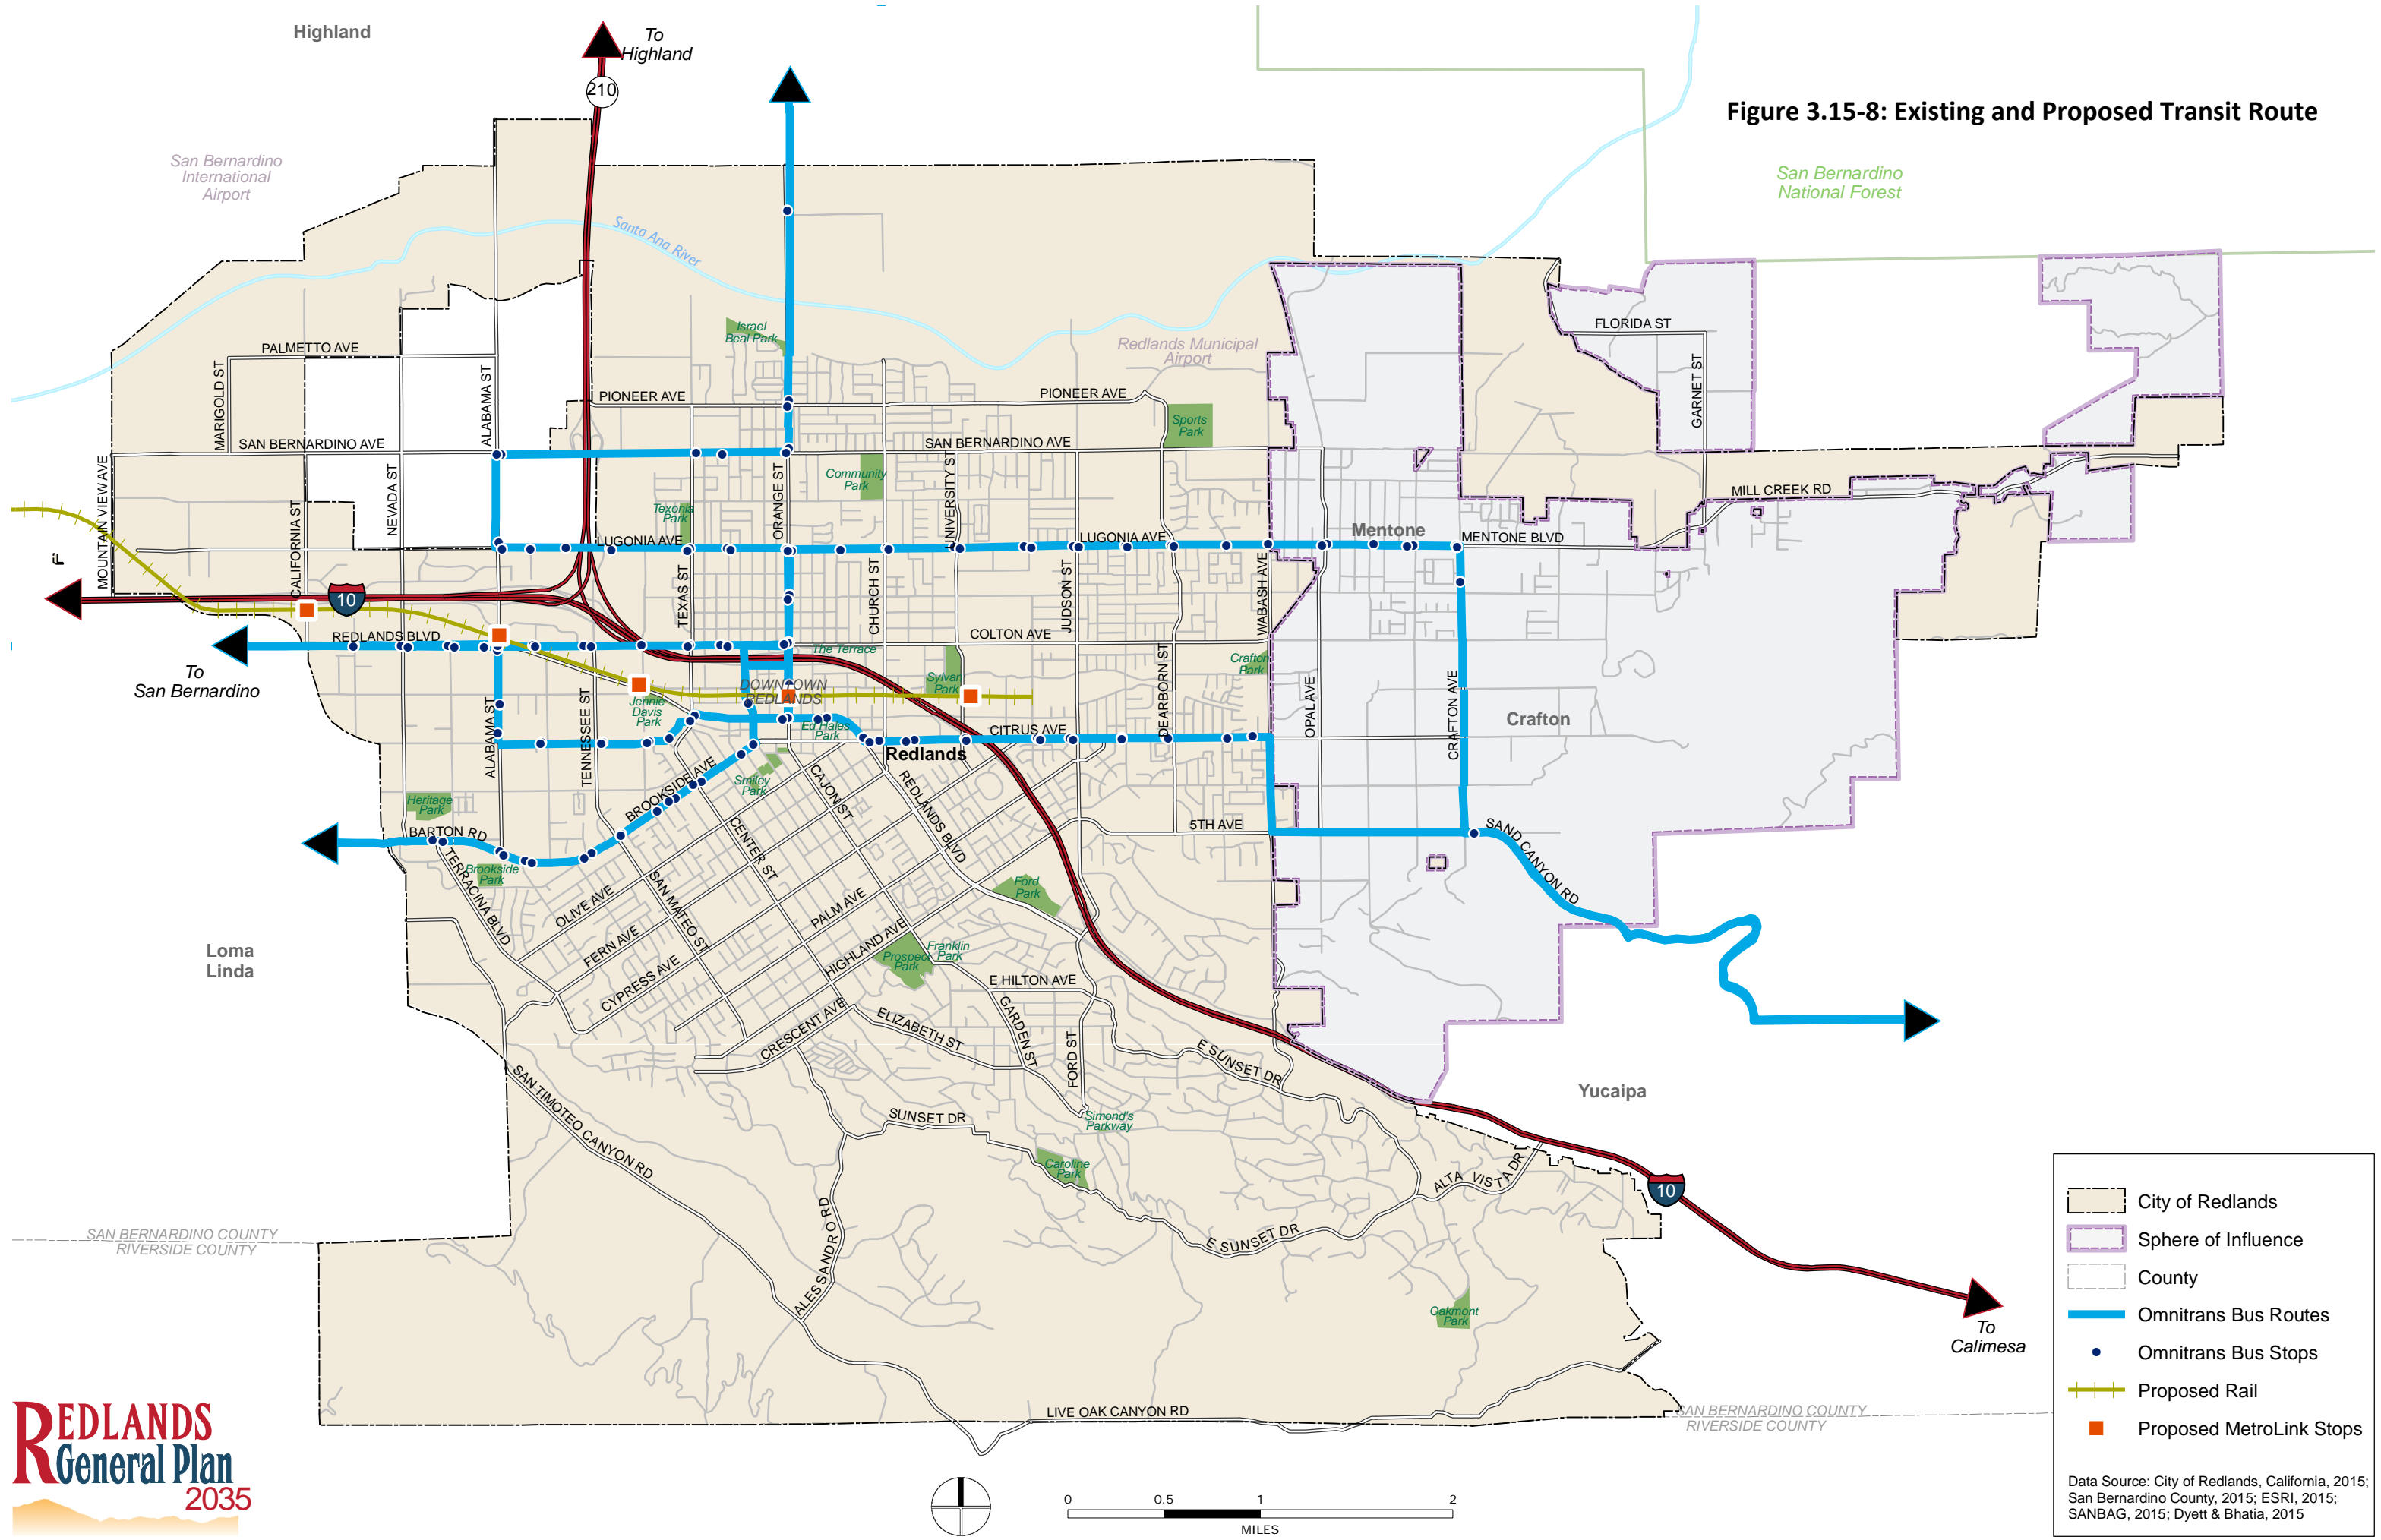 Highland
To
Highland
210
Figure 3.15-8: Existing and Proposed Transit Route
San Bernardino
International
Airport
San Bernardino
National Forest
Santa Ana River
Israel
Beal Park
Redlands Municipal
Airport
FLORIDA ST
GARNET ST
PALMETTO AVE
MARIGOLD ST
ALABAMA ST
PIONEER AVE
PIONEER AVE
Sports
Park
SAN BERNARDINO AVE
SAN BERNARDINO AVE
MOUNTAIN VIEW AVE
NEVADA ST
CALIFORNIA ST
Community
Park
ORANGE ST
UNIVERSITY ST
Texonia
Park
MILL CREEK RD
LUGONIA AVE
LUGONIA AVE
Mentone
MENTONE BLVD
10
TEXAS ST
CHURCH ST
JUDSON ST
WABASH AVE
REDLANDS BLVD
COLTON AVE
The Terrace
To
San Bernardino
DOWNTOWN
REDLANDS
Sylvan
Park
Crafton
Park
DEARBORN ST
OPAL AVE
CRAFTON AVE
Crafton
ALABAMA ST
TENNESSEE ST
Jennie
Davis
Park
Ed Hales
Park
CITRUS AVE
Redlands
BROOKSIDE AVE
Smiley
Park
CAJON ST
REDLANDS BLVD
Heritage
Park
BARTON RD
CENTER ST
5TH AVE
SAND CANYON RD
Brookside
Park
TERRACINA BLVD
OLIVE AVE
SAN MATEO ST
PALM AVE
Ford
Park
FERN AVE
HIGHLAND AVE
Franklin
Park
Prospect
Park
Loma
Linda
CYPRESS AVE
E HILTON AVE
CRESCENT AVE
ELIZABETH ST
GARDEN ST
FORD ST
E SUNSET DR
SAN TIMOTEO CANYON RD
Yucaipa
SUNSET DR
Simond's
Parkway
Caroline
Park
ALTA VISTA DR
10
ALESSANDRO RD
E SUNSET DR
SAN BERNARDINO COUNTY
RIVERSIDE COUNTY
Oakmont
Park
To
Calimesa
LIVE OAK CANYON RD
SAN BERNARDINO COUNTY
RIVERSIDE COUNTY
City of Redlands
Sphere of Influence
County
Omnitrans Bus Routes
Omnitrans Bus Stops
Proposed Rail
Proposed MetroLink Stops
Data Source: City of Redlands, California, 2015;
San Bernardino County, 2015; ESRI, 2015;
SANBAG, 2015; Dyett & Bhatia, 2015
REDLANDS
General Plan
2035
0 0.5 1 2
MILES